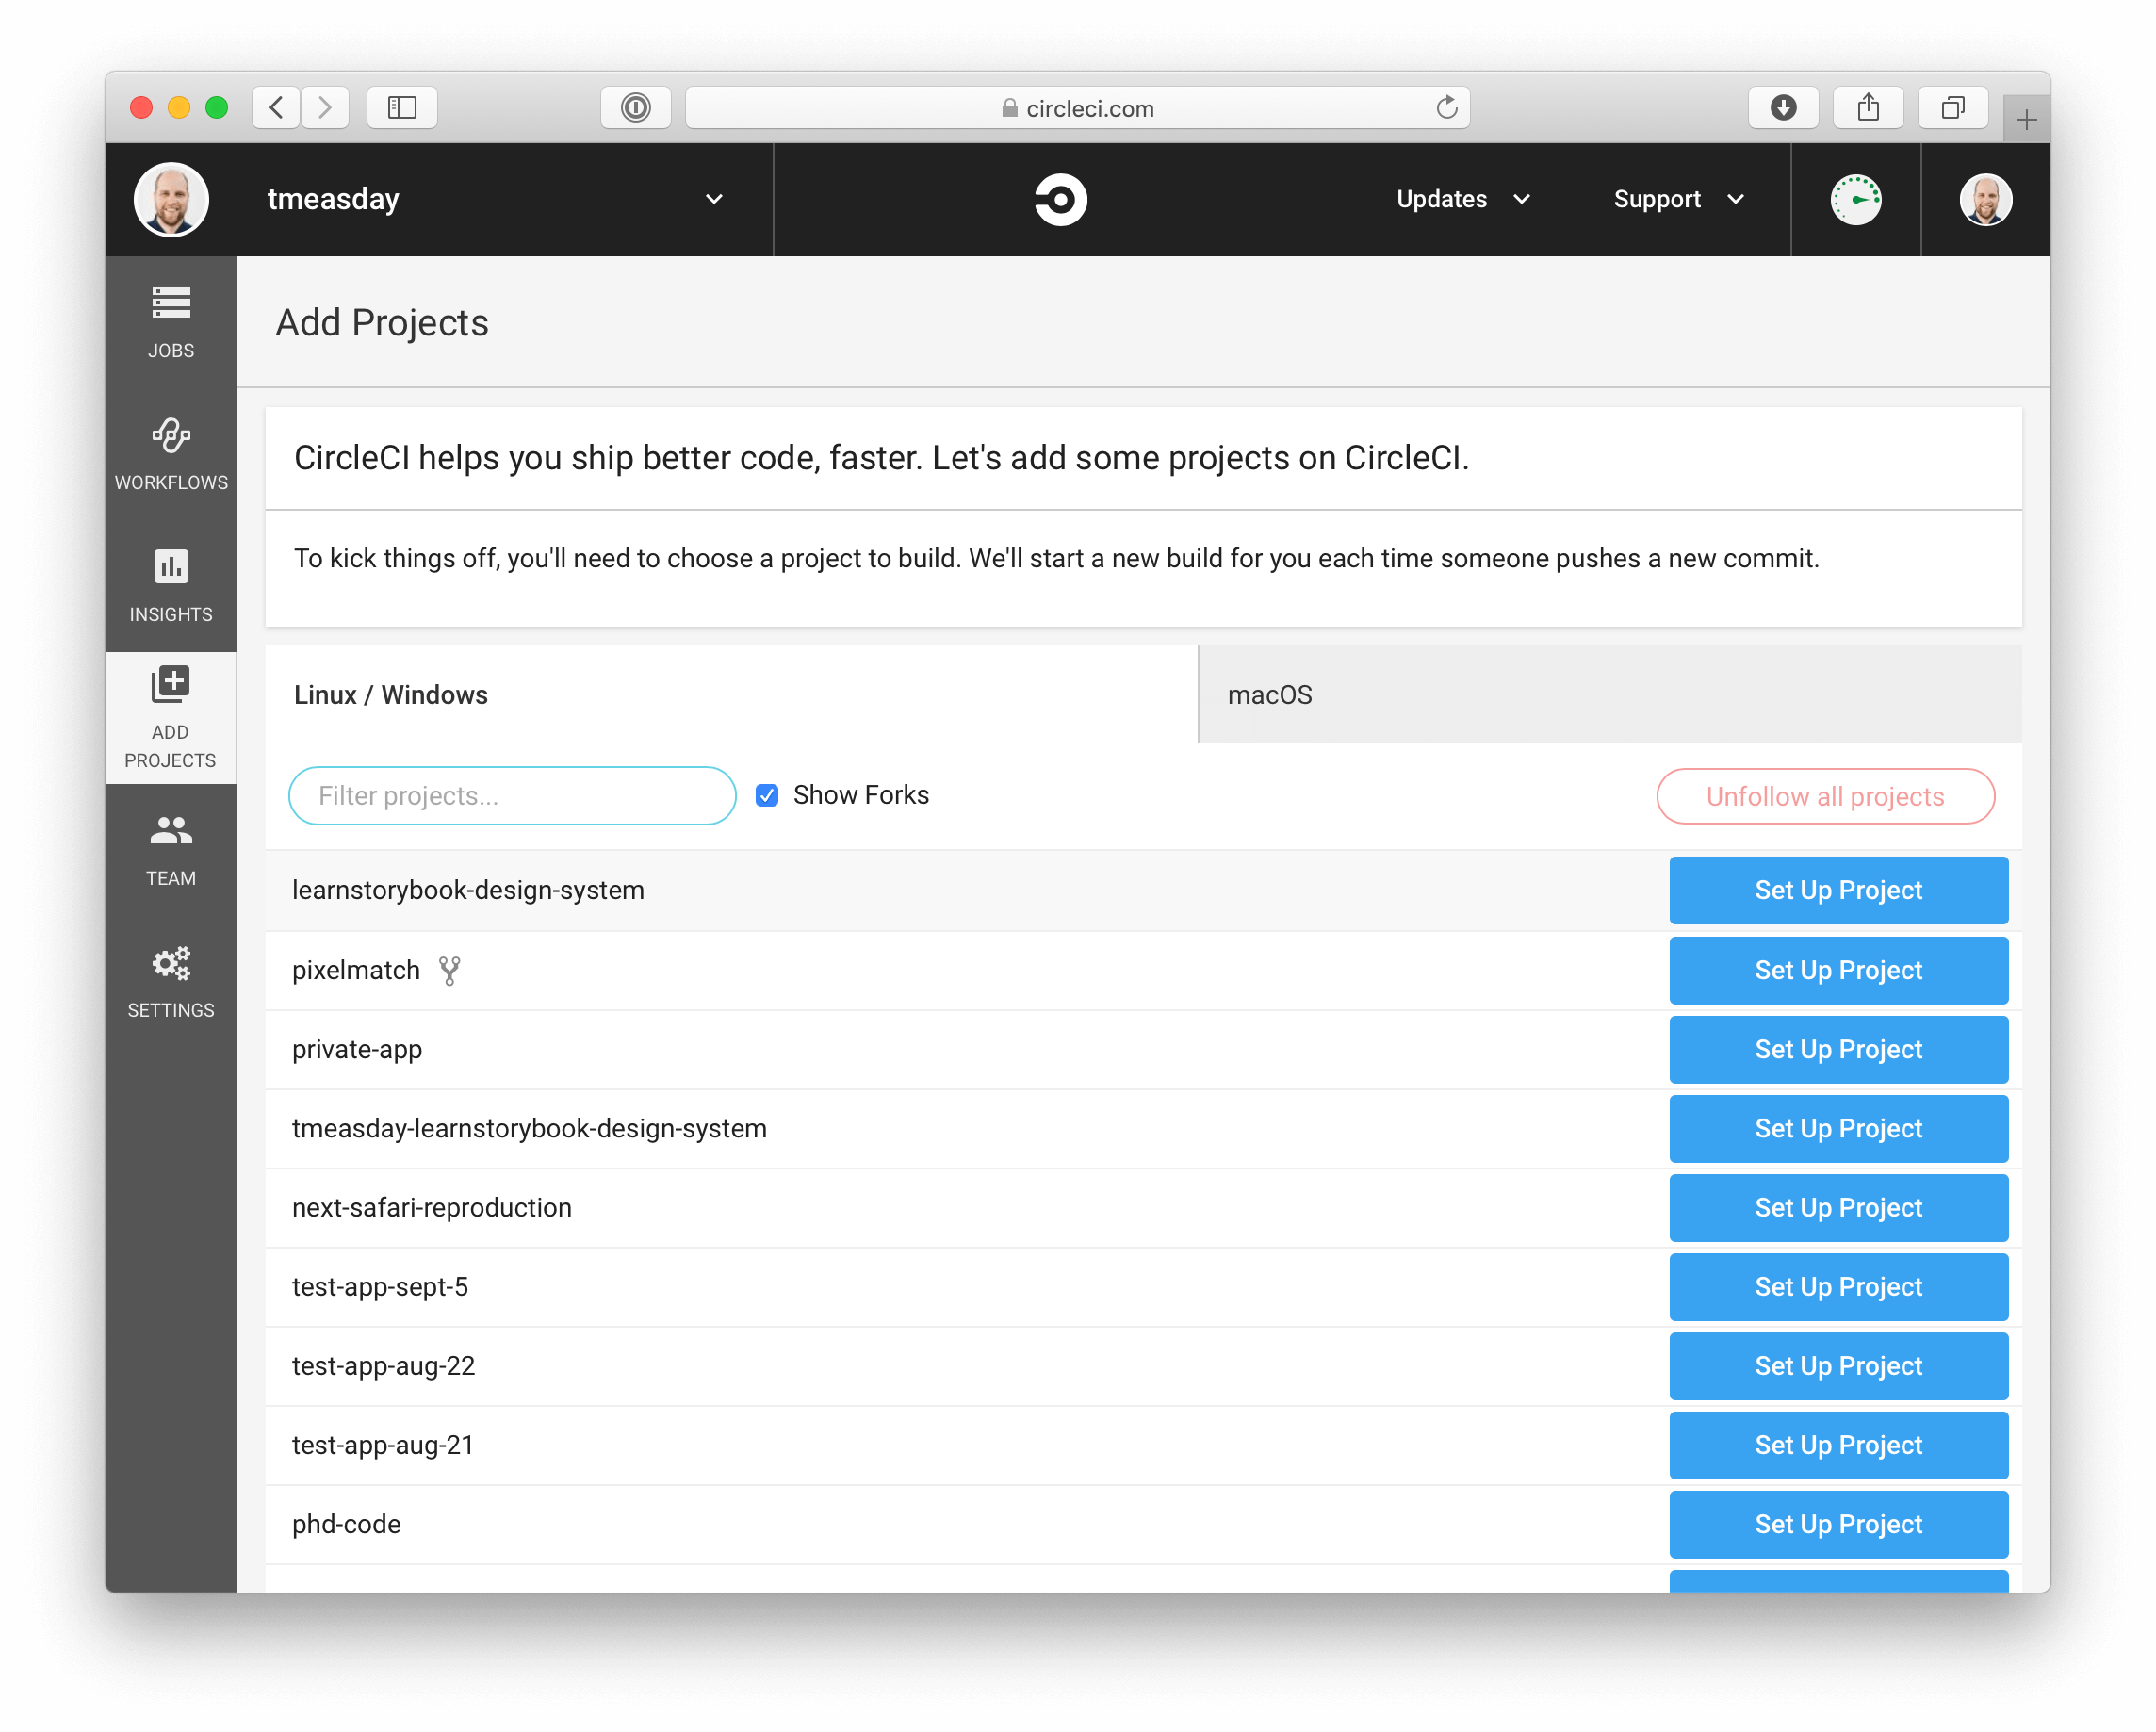 circleci.com
tmeasday
Updates
Support
JOBS
WORKFLOWS
INSIGHTS
ADD
PROJECTS
TEAM
SETTINGS
Add Projects
CircleCI helps you ship better code, faster. Let's add some projects on CircleCI.
To kick things off, you'll need to choose a project to build. We'll start a new build for you each time someone pushes a new commit.
Linux / Windows
macOS
Filter projects...
Show Forks
Unfollow all projects
learnstorybook-design-system
Set Up Project
pixelmatch
Set Up Project
private-app
Set Up Project
tmeasday-learnstorybook-design-system
Set Up Project
next-safari-reproduction
Set Up Project
test-app-sept-5
Set Up Project
test-app-aug-22
Set Up Project
test-app-aug-21
Set Up Project
phd-code
Set Up Project